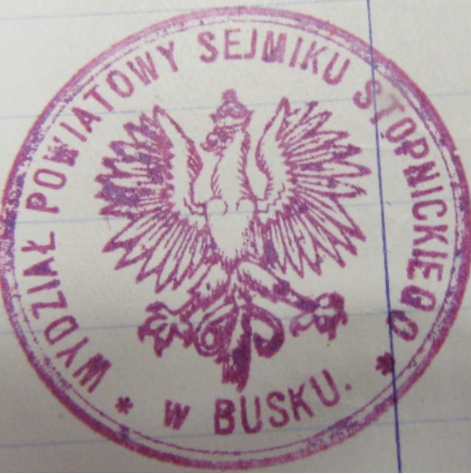 WYDZIAŁ POWIATOWY SEJMIKU STOPNICKIEGO
* w BUSKU. *